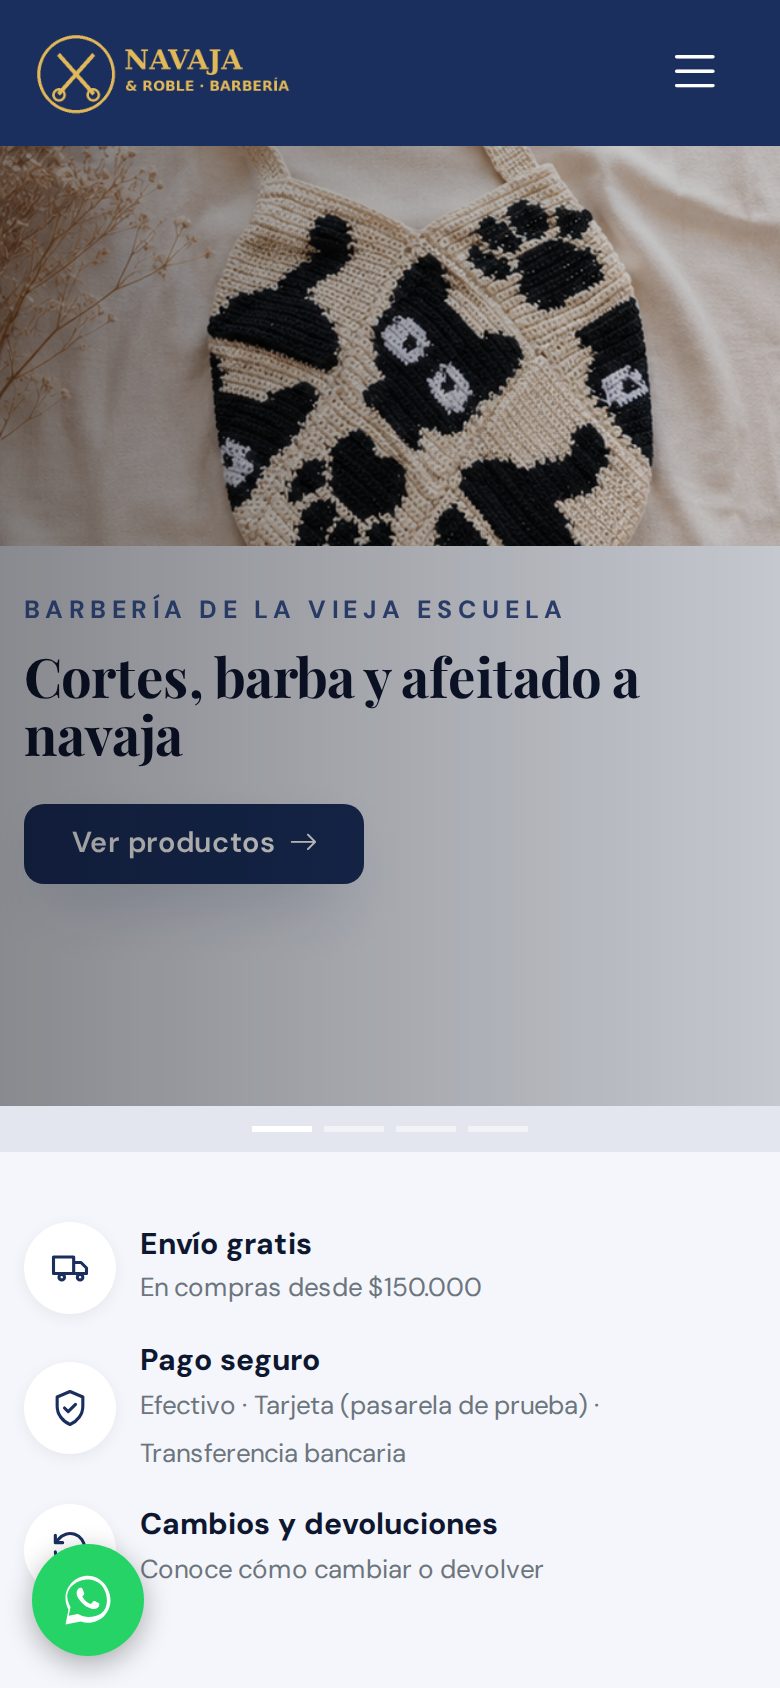 NAVAJA
& ROBLE · BARBERÍA
BARBERÍA DE LA VIEJA ESCUELA
Cortes, barba y afeitado a
navaja
Ver productos →
Envío gratis
En compras desde $150.000
Pago seguro
Efectivo · Tarjeta (pasarela de prueba) ·
Transferencia bancaria
Cambios y devoluciones
Conoce cómo cambiar o devolver